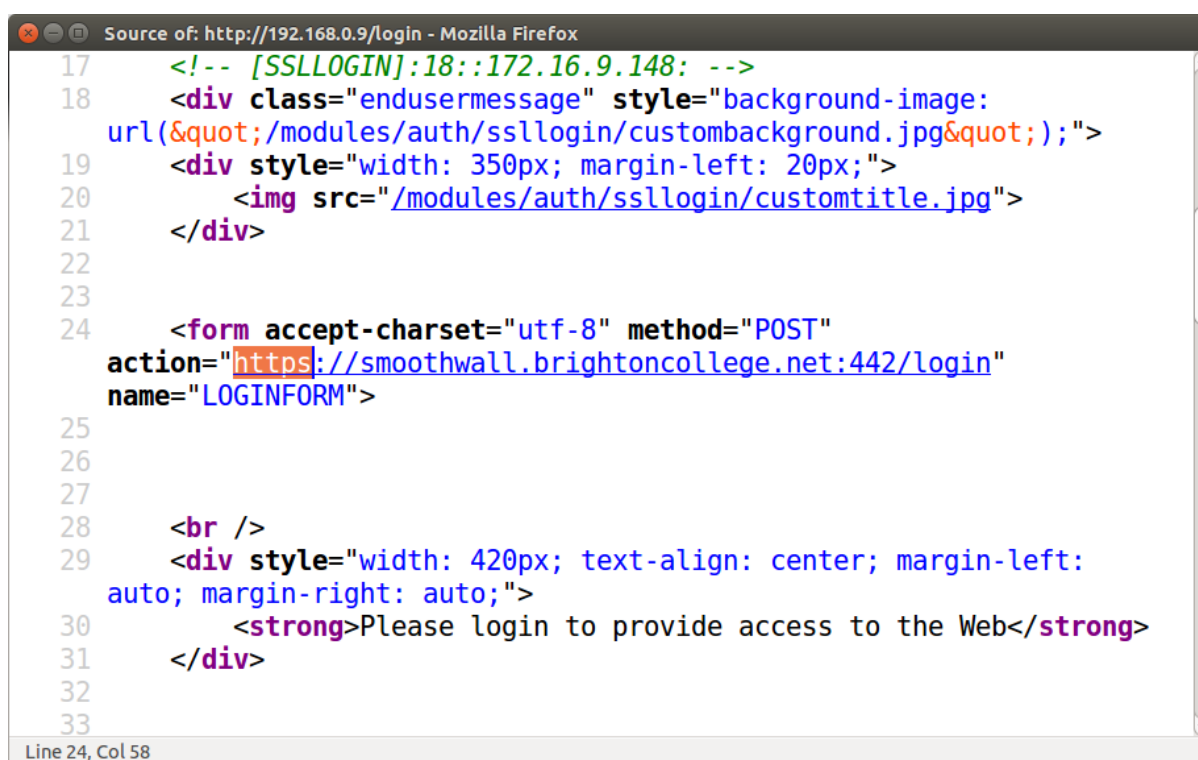 Source of: http://192.168.0.9/login - Mozilla Firefox
17 <!-- [SSLLOGIN]:18::172.16.9.148: -->
18 <div class="endusermessage" style="background-image:
url(&quot;/modules/auth/ssllogin/custombackground.jpg&quot;);">
19 <div style="width: 350px; margin-left: 20px;">
20 <img src="/modules/auth/ssllogin/customtitle.jpg">
21 </div>
22
23
24 <form accept-charset="utf-8" method="POST"
action="https://smoothwall.brightoncollege.net:442/login"
name="LOGINFORM">
25
26
27
28 <br />
29 <div style="width: 420px; text-align: center; margin-left:
auto; margin-right: auto;">
30 <strong>Please login to provide access to the Web</strong>
31 </div>
32
33
Line 24, Col 58